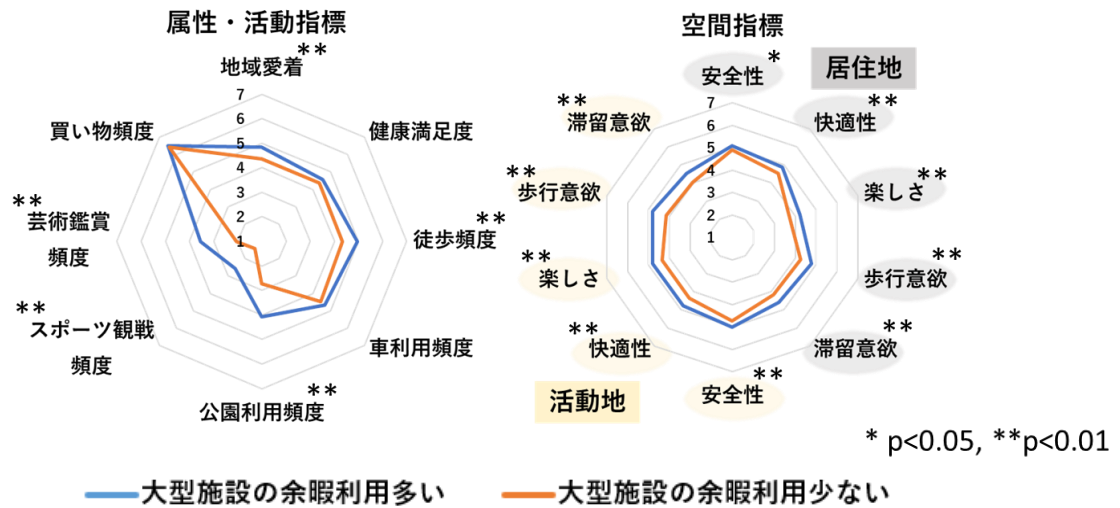 属性・活動指標
地域愛着**
7
6
5
4
3
2
1
健康満足度
**
徒歩頻度
車利用頻度
**
公園利用頻度
**
スポーツ観戦
頻度
**
芸術鑑賞
頻度
買い物頻度
空間指標
居住地
*
安全性
7
6
5
4
3
2
1
**
快適性
**
楽しさ
**
歩行意欲
**
滞留意欲
**
安全性
**
快適性
**
楽しさ
**
歩行意欲
**
滞留意欲
活動地
* p<0.05, **p<0.01
大型施設の余暇利用多い
大型施設の余暇利用少ない